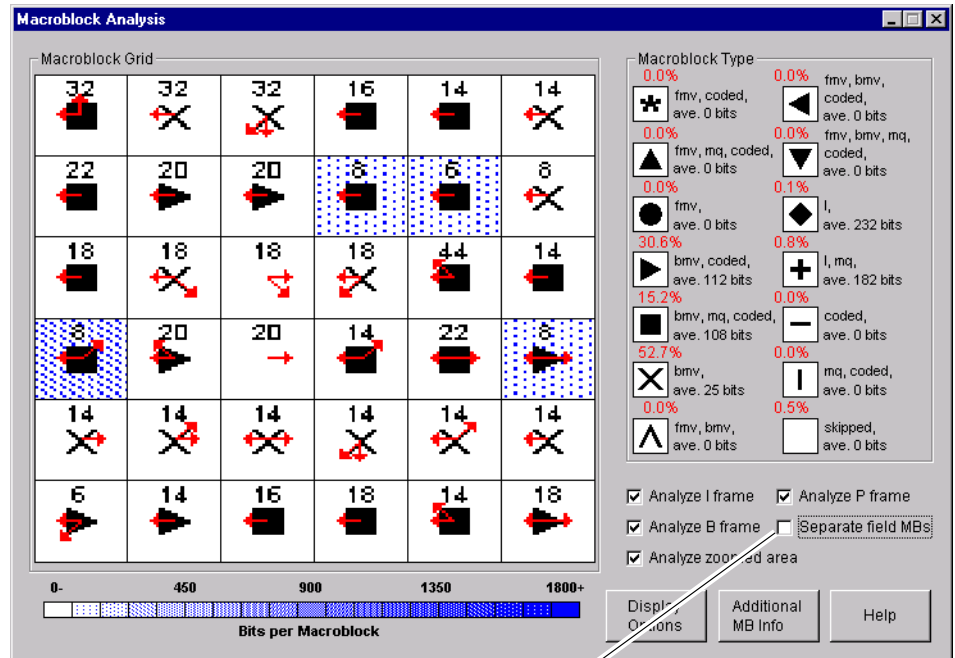 Macroblock Analysis
Macroblock Grid
32 32 32 16 14 14
22 20 20 8 6 8
18 18 18 18 44 14
8 20 20 14 22 8
14 14 14 14 14 14
6 14 16 18 14 18
0- 450 900 1350 1800+
Bits per Macroblock
Macroblock Type
0.0%
fmv, coded,
ave. 0 bits
0.0%
fmv, bmv,
coded,
ave. 0 bits
0.0%
fmv, mq, coded,
ave. 0 bits
0.0%
fmv, bmv, mq,
coded,
ave. 0 bits
0.0%
fmv,
ave. 0 bits
0.1%
I,
ave. 232 bits
30.6%
bmv, coded,
ave. 112 bits
0.8%
I, mq,
ave. 182 bits
15.2%
bmv, mq, coded,
ave. 108 bits
0.0%
coded,
ave. 0 bits
52.7%
bmv,
ave. 25 bits
0.0%
mq, coded,
ave. 0 bits
0.0%
fmv, bmv,
ave. 0 bits
0.5%
skipped,
ave. 0 bits
Analyze I frame
Analyze P frame
Analyze B frame
Separate field MBs
Analyze zoomed area
Display
Options
Additional
MB Info
Help